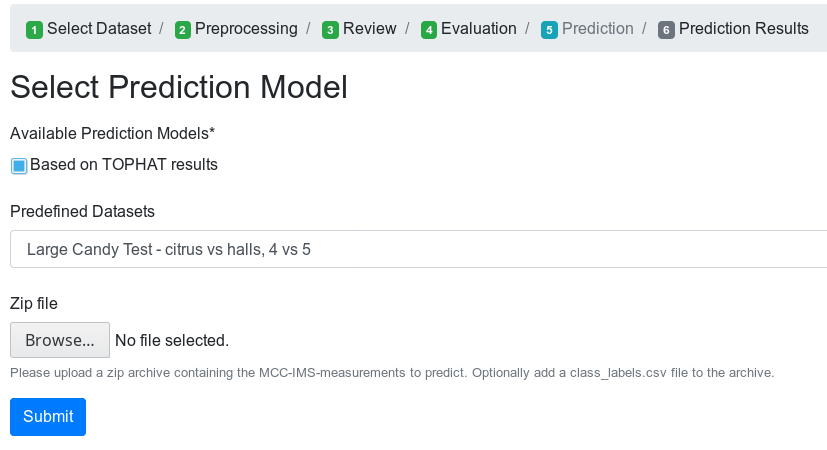 1 Select Dataset / 2 Preprocessing / 3 Review / 4 Evaluation / 5 Prediction / 6 Prediction Results
Select Prediction Model
Available Prediction Models*
Based on TOPHAT results
Predefined Datasets
Large Candy Test - citrus vs halls, 4 vs 5
Zip file
Browse... No file selected.
Please upload a zip archive containing the MCC-IMS-measurements to predict. Optionally add a class_labels.csv file to the archive.
Submit